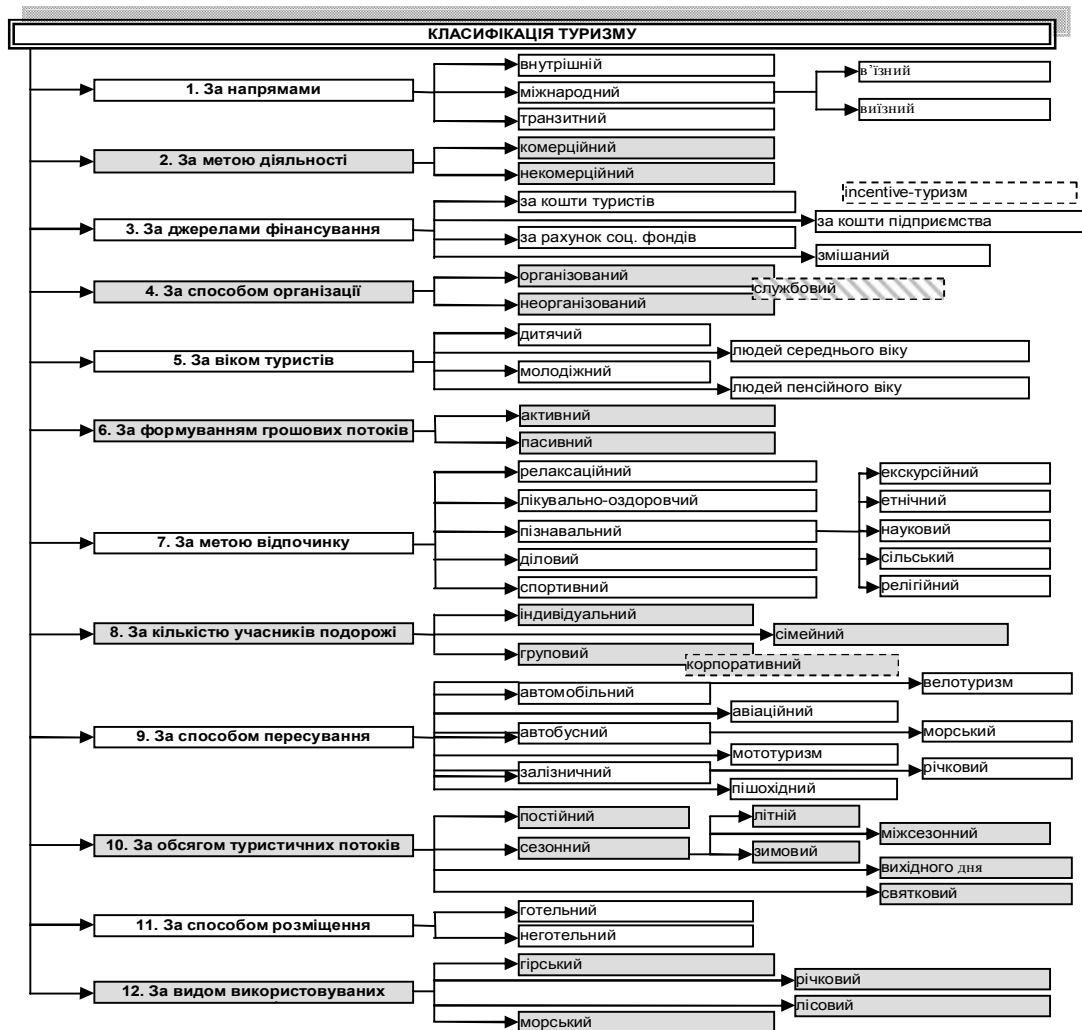 КЛАСИФІКАЦІЯ ТУРИЗМУ
1. За напрямами
внутрішній
міжнародний
транзитний
в’їзний
виїзний
2. За метою діяльності
комерційний
некомерційний
3. За джерелами фінансування
за кошти туристів
incentive-туризм
за кошти підприємства
за рахунок соц. фондів
змішаний
4. За способом організації
організований
службовий
неорганізований
5. За віком туристів
дитячий
людей середнього віку
молодіжний
людей пенсійного віку
6. За формуванням грошових потоків
активний
пасивний
7. За метою відпочинку
релаксаційний
лікувально-оздоровчий
пізнавальний
діловий
спортивний
екскурсійний
етнічний
науковий
сільський
релігійний
8. За кількістю учасників подорожі
індивідуальний
сімейний
груповий
корпоративний
9. За способом пересування
автомобільний
велотуризм
авіаційний
автобусний
морський
мототуризм
залізничний
річковий
пішохідний
10. За обсягом туристичних потоків
постійний
сезонний
літній
зимовий
міжсезонний
вихідного дня
святковий
11. За способом розміщення
готельний
неготельний
12. За видом використовуваних
гірський
річковий
лісовий
морський